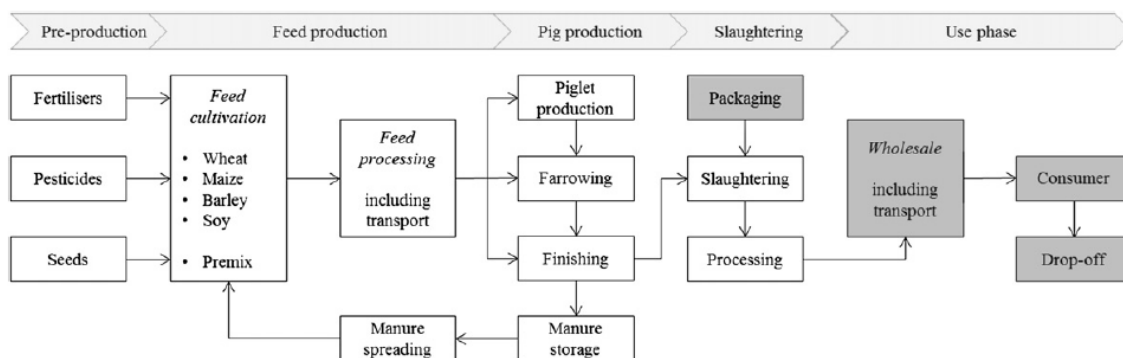 Pre-production
Feed production
Pig production
Slaughtering
Use phase
Fertilisers
Pesticides
Seeds
Feed
cultivation
• Wheat
• Maize
• Barley
• Soy
• Premix
Feed
processing
including
transport
Manure
spreading
Piglet
production
Farrowing
Finishing
Manure
storage
Packaging
Slaughtering
Processing
Wholesale
including
transport
Consumer
Drop-off